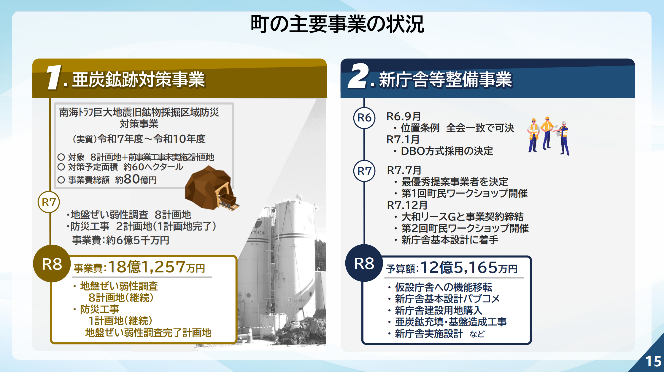 町の主要事業の状況
1.亜炭鉱跡対策事業
南海トラフ巨大地震旧鉱物採掘区域防災
対策事業
(実質)令和7年度～令和10年度
○ 対象 8計画地+前事業工事未実施2計画地
○ 対策予定面積 約60ヘクタール
○ 事業費総額 約80億円
R7
・地盤ぜい弱性調査 8計画地
・防災工事 2計画地(1計画地完了)
事業費:約6億5千万円
R8
事業費:18億1,257万円
・地盤ぜい弱性調査
8計画地(継続)
・防災工事
1計画地(継続)
地盤ぜい弱性調査完了計画地
2.新庁舎等整備事業
R6
R6.9月
・位置条例 全会一致で可決
R7.1月
・DBO方式採用の決定
R7
R7.7月
・最優秀提案事業者を決定
・第1回町民ワークショップ開催
R7.12月
・大和リースGと事業契約締結
・第2回町民ワークショップ開催
・新庁舎基本設計に着手
R8
予算額:12億5,165万円
・仮設庁舎への機能移転
・新庁舎基本設計パブコメ
・新庁舎建設用地購入
・亜炭鉱充填・基盤造成工事
・新庁舎実施設計 など
15